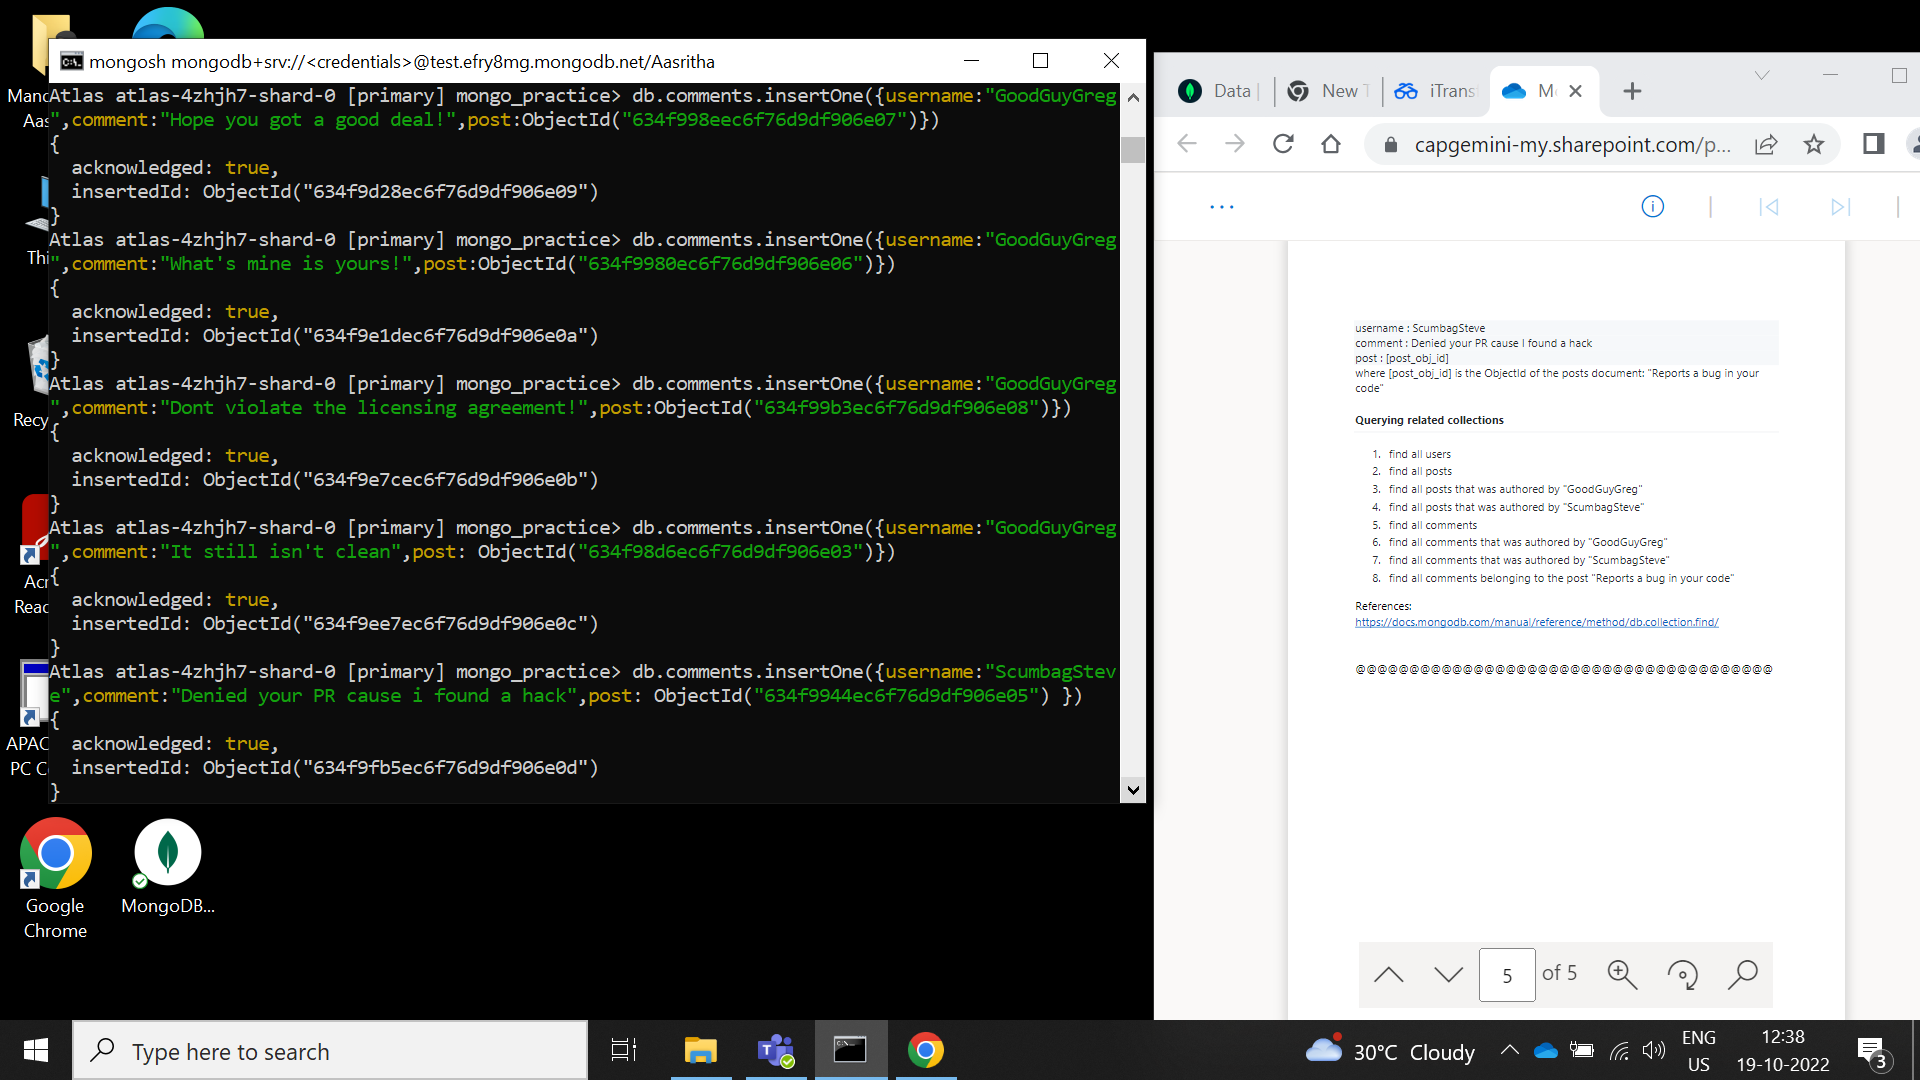 mongosh mongodb+srv://<credentials>@test.efry8mg.mongodb.net/Aasritha
Atlas atlas-4zhjh7-shard-0 [primary] mongo_practice> db.comments.insertOne({username:"GoodGuyGreg
",comment:"Hope you got a good deal!",post:ObjectId("634f998eec6f76d9df906e07")})
{
acknowledged: true,
insertedId: ObjectId("634f9d28ec6f76d9df906e09")
}
Atlas atlas-4zhjh7-shard-0 [primary] mongo_practice> db.comments.insertOne({username:"GoodGuyGreg
",comment:"What's mine is yours!",post:ObjectId("634f9980ec6f76d9df906e06")})
{
acknowledged: true,
insertedId: ObjectId("634f9e1dec6f76d9df906e0a")
}
Atlas atlas-4zhjh7-shard-0 [primary] mongo_practice> db.comments.insertOne({username:"GoodGuyGreg
",comment:"Dont violate the licensing agreement!",post:ObjectId("634f99b3ec6f76d9df906e08")})
{
acknowledged: true,
insertedId: ObjectId("634f9e7cec6f76d9df906e0b")
}
Atlas atlas-4zhjh7-shard-0 [primary] mongo_practice> db.comments.insertOne({username:"GoodGuyGreg
",comment:"It still isn't clean",post: ObjectId("634f98d6ec6f76d9df906e03")})
{
acknowledged: true,
insertedId: ObjectId("634f9ee7ec6f76d9df906e0c")
}
Atlas atlas-4zhjh7-shard-0 [primary] mongo_practice> db.comments.insertOne({username:"ScumbagStev
e",comment:"Denied your PR cause i found a hack",post: ObjectId("634f9944ec6f76d9df906e05") })
{
acknowledged: true,
insertedId: ObjectId("634f9fb5ec6f76d9df906e0d")
}
Data
New T
iTrans
Mo
capgemini-my.sharepoint.com/p...
username : ScumbagSteve
comment : Denied your PR cause I found a hack
post : [post_obj_id]
where [post_obj_id] is the ObjectId of the posts document: "Reports a bug in your
code"
Querying related collections
1. find all users
2. find all posts
3. find all posts that was authored by "GoodGuyGreg"
4. find all posts that was authored by "ScumbagSteve"
5. find all comments
6. find all comments that was authored by "GoodGuyGreg"
7. find all comments that was authored by "ScumbagSteve"
8. find all comments belonging to the post "Reports a bug in your code"
References:
https://docs.mongodb.com/manual/reference/method/db.collection.find/
@@@@@@@@@@@@@@@@@@@@@@@@@@@@@@@@@@@@@@@
5 of 5
Manc
Aas
Thi
Recy
Acr
Reac
APAC
PC C
Google
Chrome
MongoDB...
Type here to search
30°C Cloudy
ENG
US
12:38
19-10-2022
3